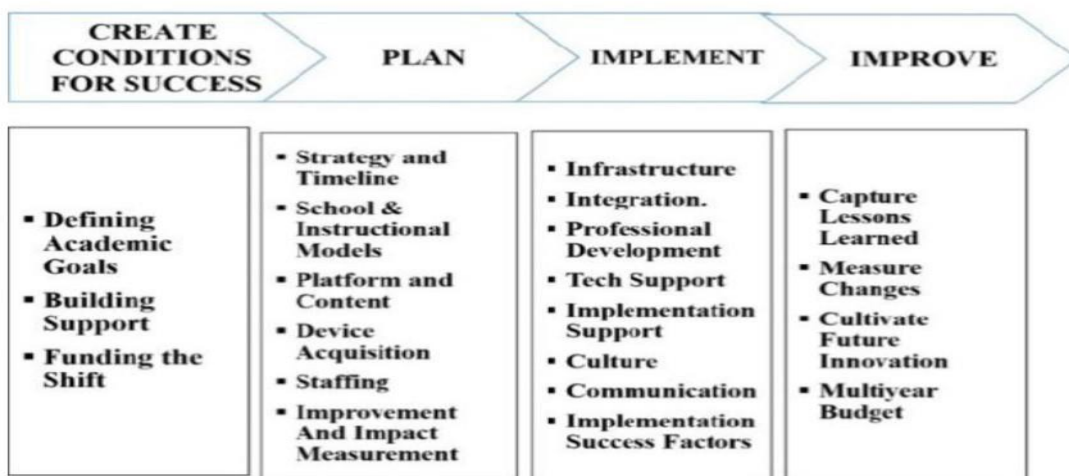 CREATE
CONDITIONS
FOR SUCCESS
PLAN
IMPLEMENT
IMPROVE
▪ Defining
Academic
Goals
▪ Building
Support
▪ Funding the
Shift
▪ Strategy and
Timeline
▪ School &
Instructional
Models
▪ Platform and
Content
▪ Device
Acquisition
▪ Staffing
▪ Improvement
And Impact
Measurement
▪ Infrastructure
▪ Integration.
▪ Professional
Development
▪ Tech Support
▪ Implementation
Support
▪ Culture
▪ Communication
▪ Implementation
Success Factors
▪ Capture
Lessons
Learned
▪ Measure
Changes
▪ Cultivate
Future
Innovation
▪ Multiyear
Budget